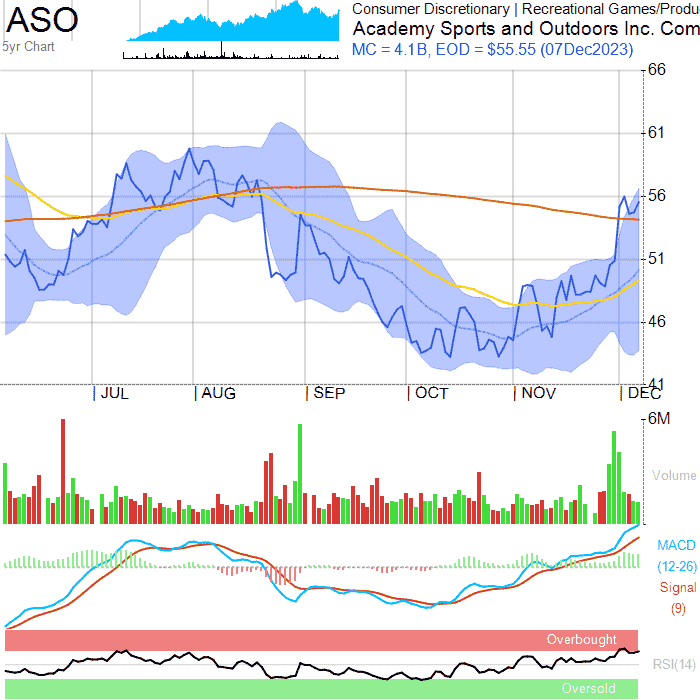 ASO
5yr Chart
Consumer Discretionary | Recreational Games/Produ
Academy Sports and Outdoors Inc. Com
MC = 4.1B, EOD = $55.55 (07Dec2023)
66
61
56
51
46
41
JUL
AUG
SEP
OCT
NOV
DEC
6M
Volume
MACD
(12-26)
Signal
(9)
Overbought
RSI(14)
Oversold